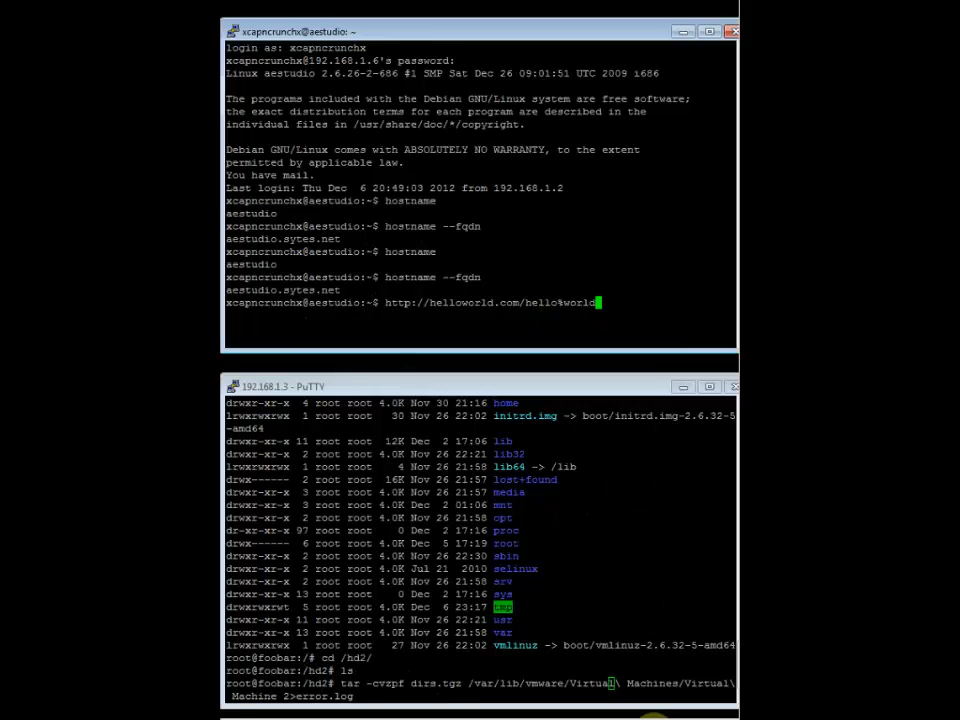 xcapncrunchx@aestudio: ~
login as: xcapncrunchx
xcapncrunchx@192.168.1.6's password:
Linux aestudio 2.6.26-2-686 #1 SMP Sat Dec 26 09:01:51 UTC 2009 i686
The programs included with the Debian GNU/Linux system are free software;
the exact distribution terms for each program are described in the
individual files in /usr/share/doc/*/copyright.
Debian GNU/Linux comes with ABSOLUTELY NO WARRANTY, to the extent
permitted by applicable law.
You have mail.
Last login: Thu Dec  6 20:49:03 2012 from 192.168.1.2
xcapncrunchx@aestudio:~$ hostname
aestudio
xcapncrunchx@aestudio:~$ hostname --fqdn
aestudio.sytes.net
xcapncrunchx@aestudio:~$ hostname
aestudio
xcapncrunchx@aestudio:~$ hostname --fqdn
aestudio.sytes.net
xcapncrunchx@aestudio:~$ http://helloworld.com/hello%world
192.168.1.3 - PuTTY
drwxr-xr-x  4 root root 4.0K Nov 30 21:16 home
lrwxrwxrwx  1 root root   30 Nov 26 22:02 initrd.img -> boot/initrd.img-2.6.32-5
-amd64
drwxr-xr-x 11 root root  12K Dec  2 17:06 lib
drwxr-xr-x  2 root root 4.0K Nov 26 22:21 lib32
lrwxrwxrwx  1 root root    4 Nov 26 21:58 lib64 -> /lib
drwx------  2 root root  16K Nov 26 21:57 lost+found
drwxr-xr-x  3 root root 4.0K Nov 26 21:57 media
drwxr-xr-x  3 root root 4.0K Dec  2 01:06 mnt
drwxr-xr-x  2 root root 4.0K Nov 26 21:58 opt
dr-xr-xr-x 97 root root    0 Dec  2 17:16 proc
drwx------  6 root root 4.0K Dec  5 17:19 root
drwxr-xr-x  2 root root 4.0K Nov 26 22:30 sbin
drwxr-xr-x  2 root root 4.0K Jul 21  2010 selinux
drwxr-xr-x  2 root root 4.0K Nov 26 21:58 srv
drwxr-xr-x 13 root root    0 Dec  2 17:16 sys
drwxrwxrwt  5 root root 4.0K Dec  6 23:17 tmp
drwxr-xr-x 11 root root 4.0K Nov 26 22:21 usr
drwxr-xr-x 13 root root 4.0K Nov 26 21:58 var
lrwxrwxrwx  1 root root   27 Nov 26 22:02 vmlinuz -> boot/vmlinuz-2.6.32-5-amd64
root@foobar:/# cd /hd2/
root@foobar:/hd2# ls
root@foobar:/hd2# tar -cvzpf dirs.tgz /var/lib/vmware/Virtual\ Machines/Virtual\
Machine 2>error.log